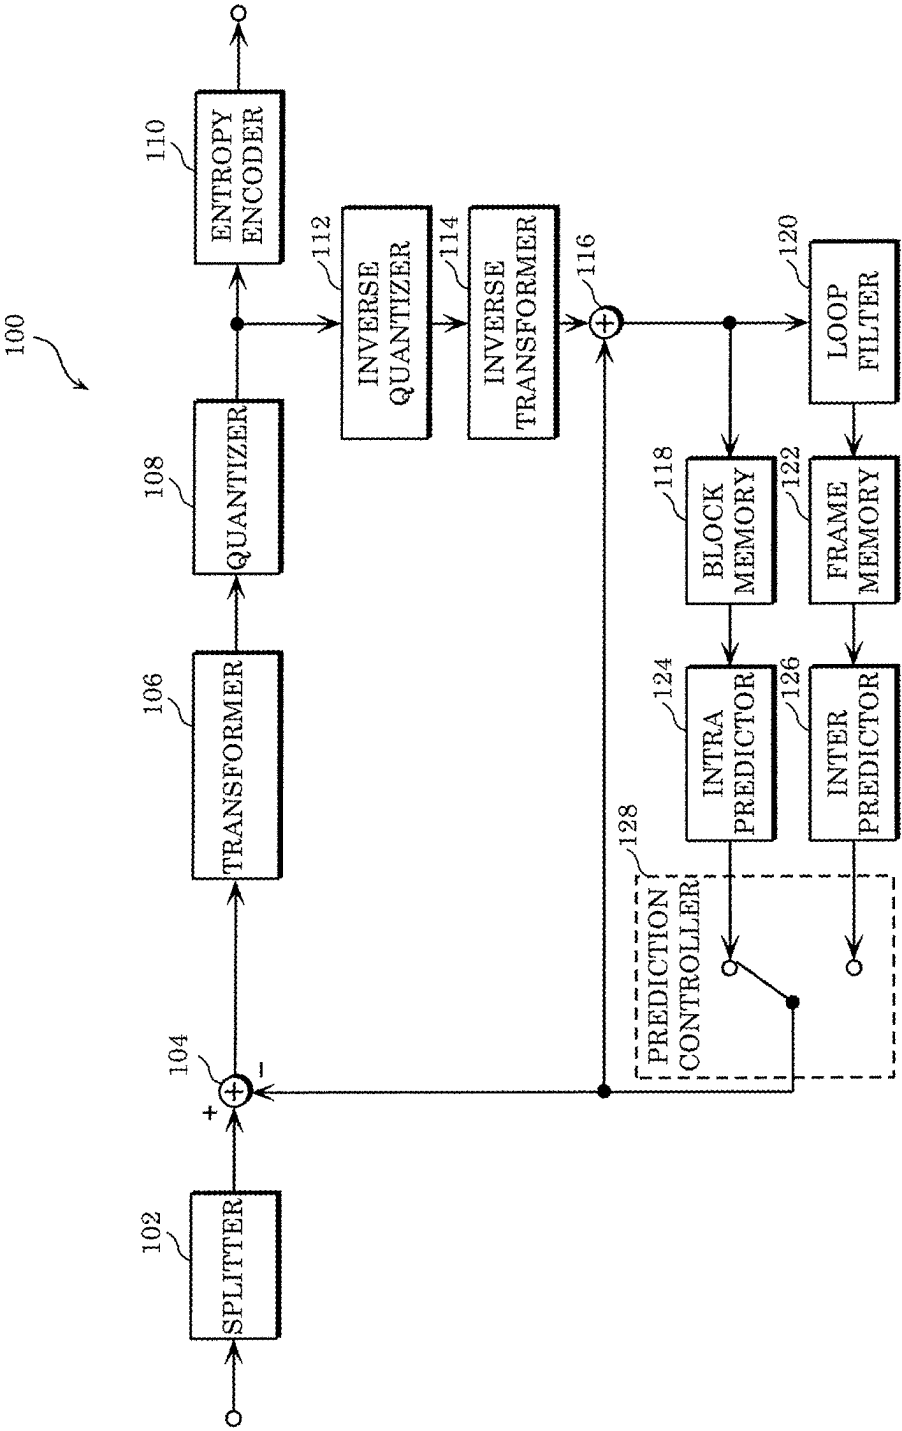 100
102
SPLITTER
104
+
−
106
TRANSFORMER
108
QUANTIZER
110
ENTROPY
ENCODER
112
INVERSE
QUANTIZER
114
INVERSE
TRANSFORMER
116
118
BLOCK
MEMORY
120
LOOP
FILTER
122
FRAME
MEMORY
124
INTRA
PREDICTOR
126
INTER
PREDICTOR
128
PREDICTION
CONTROLLER